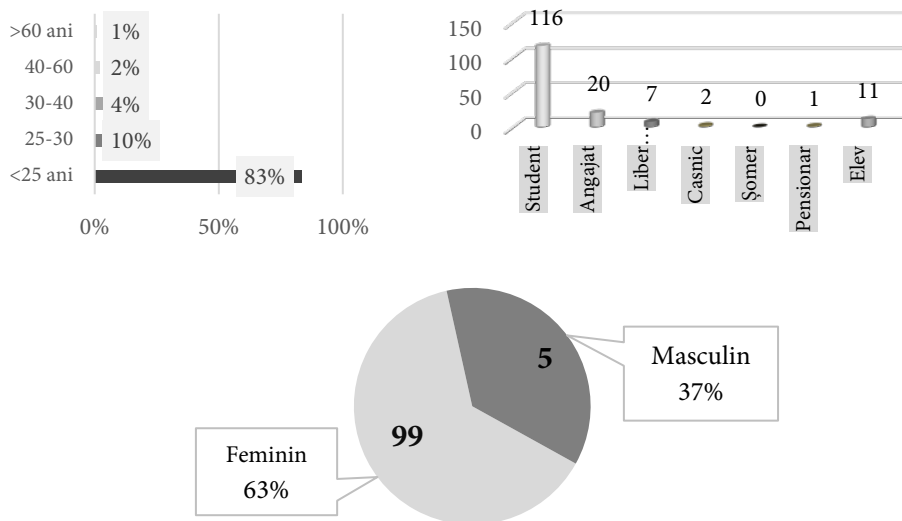 >60 ani 1%
40-60 2%
30-40 4%
25-30 10%
<25 ani 83%
0% 50% 100%
150
100
50
0
116 20 7 2 0 1 11
Student
Angajat
Liber…
Casnic
Șomer
Pensionar
Elev
5
Masculin
37%
99
Feminin
63%